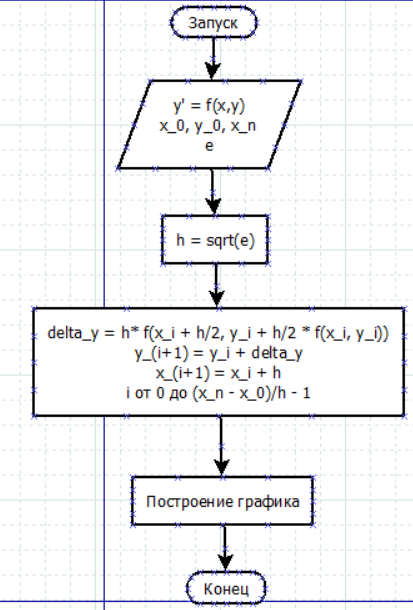 Запуск
y' = f(x,y)
x_0, y_0, x_n
e
h = sqrt(e)
delta_y = h* f(x_i + h/2, y_i + h/2 * f(x_i, y_i))
y_(i+1) = y_i + delta_y
x_(i+1) = x_i + h
i от 0 до (x_n - x_0)/h - 1
Построение графика
Конец